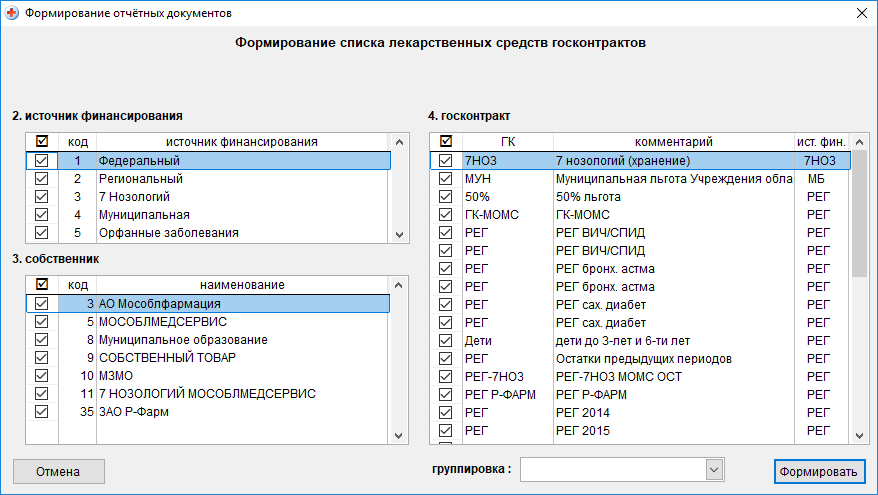 Формирование отчётных документов
Формирование списка лекарственных средств госконтрактов
2. источник финансирования
код источник финансирования
1 Федеральный
2 Региональный
3 7 Нозологий
4 Муниципальная
5 Орфанные заболевания
3. собственник
код наименование
3 АО Мособлфармация
5 МОСОБЛМЕДСЕРВИС
8 Муниципальное образование
9 СОБСТВЕННЫЙ ТОВАР
10 МЗМО
11 7 НОЗОЛОГИЙ МОСОБЛМЕДСЕРВИС
35 ЗАО Р-Фарм
4. госконтракт
ГК комментарий ист. фин.
7НОЗ 7 нозологий (хранение) 7НОЗ
МУН Муниципальная льгота Учреждения обла МБ
50% 50% льгота РЕГ
ГК-МОМС ГК-МОМС РЕГ
РЕГ РЕГ ВИЧ/СПИД РЕГ
РЕГ РЕГ ВИЧ/СПИД РЕГ
РЕГ РЕГ бронх. астма РЕГ
РЕГ РЕГ бронх. астма РЕГ
РЕГ РЕГ сах. диабет РЕГ
РЕГ РЕГ сах. диабет РЕГ
Дети дети до 3-лет и 6-ти лет РЕГ
РЕГ Остатки предыдущих периодов РЕГ
РЕГ-7НОЗ РЕГ-7НОЗ МОМС ОСТ РЕГ
РЕГ Р-ФАРМ РЕГ Р-ФАРМ РЕГ
РЕГ РЕГ 2014 РЕГ
РЕГ РЕГ 2015 РЕГ
Отмена
группировка :
Формировать